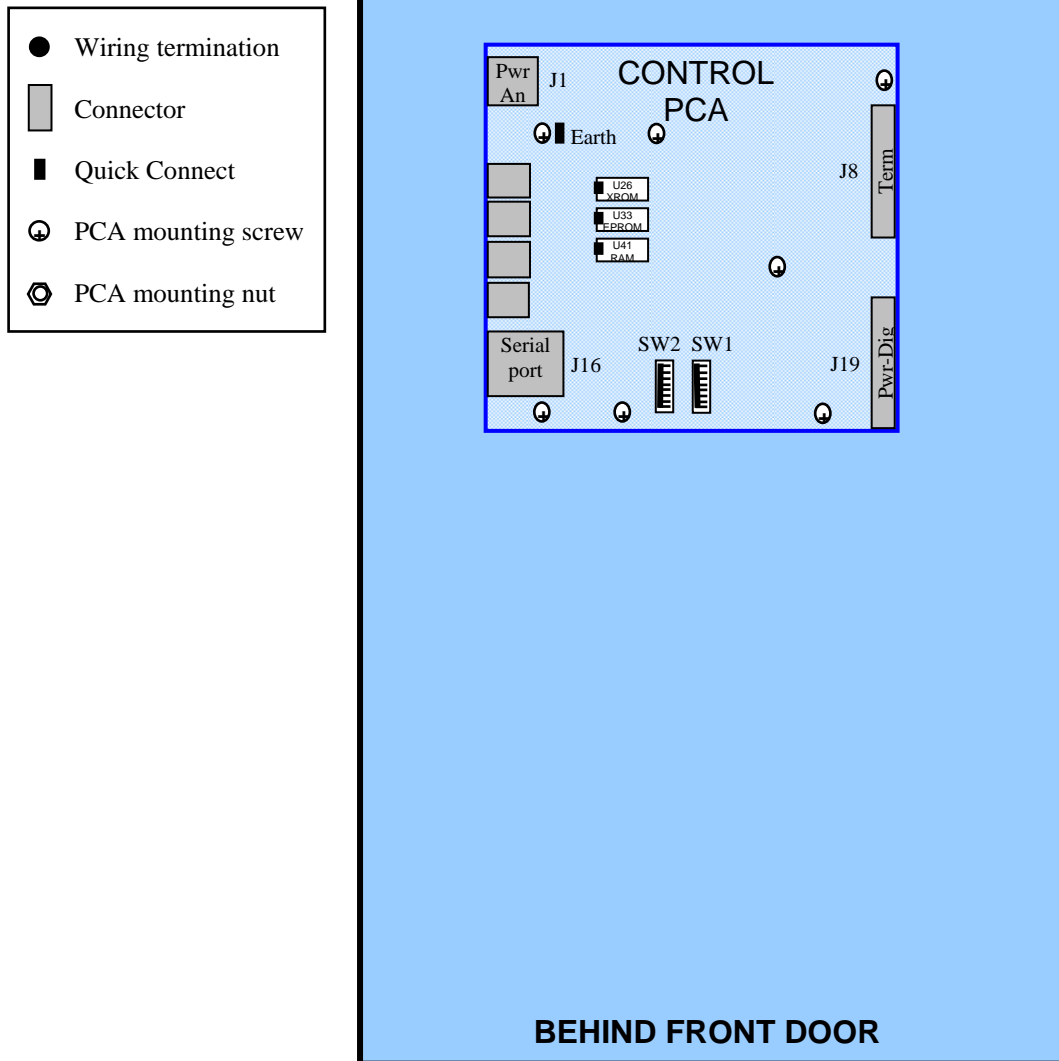 Wiring termination
Connector
Quick Connect
PCA mounting screw
PCA mounting nut
CONTROL
PCA
Pwr
An
J1
Earth
U26
XROM
U33
EPROM
U41
RAM
J8
Term
Serial
port
J16
SW2 SW1
J19
Pwr-Dig
BEHIND FRONT DOOR